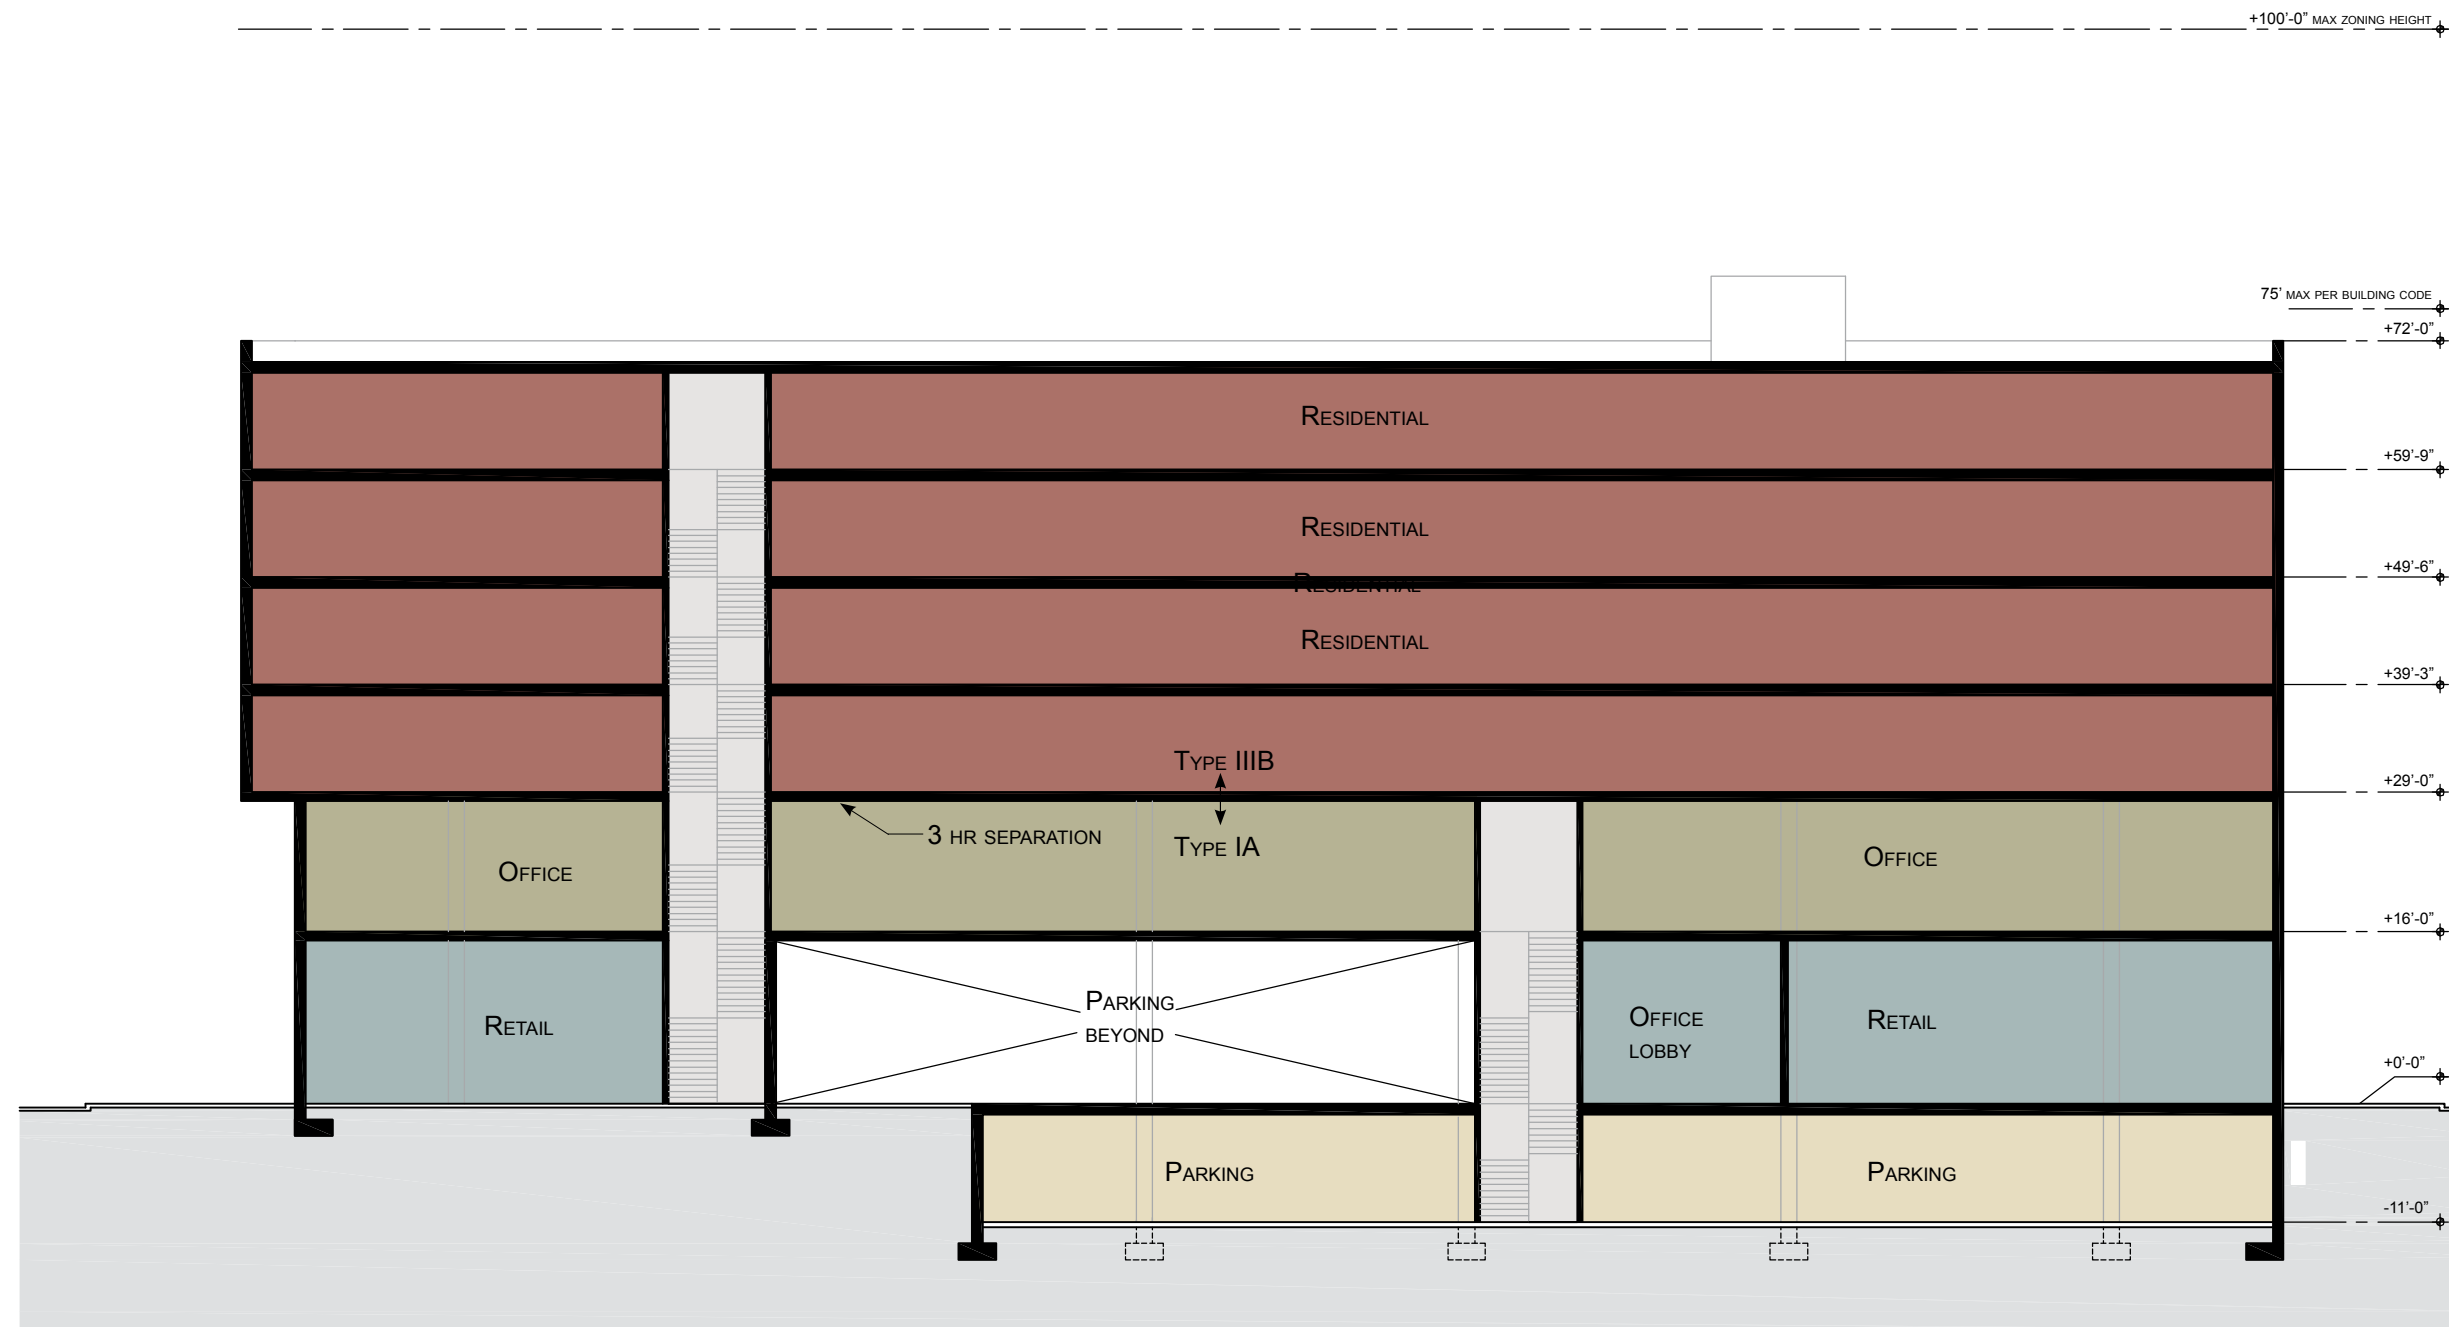 +100'-0” MAX ZONING HEIGHT
75' MAX PER BUILDING CODE
+72'-0”
RESIDENTIAL
+59'-9”
RESIDENTIAL
+49'-6”
RESIDENTIAL
RESIDENTIAL
+39'-3”
TYPE IIIB
+29'-0”
3 HR SEPARATION
TYPE IA
OFFICE
OFFICE
+16'-0”
PARKING
BEYOND
RETAIL
OFFICE
LOBBY
RETAIL
+0'-0”
PARKING
PARKING
-11'-0”